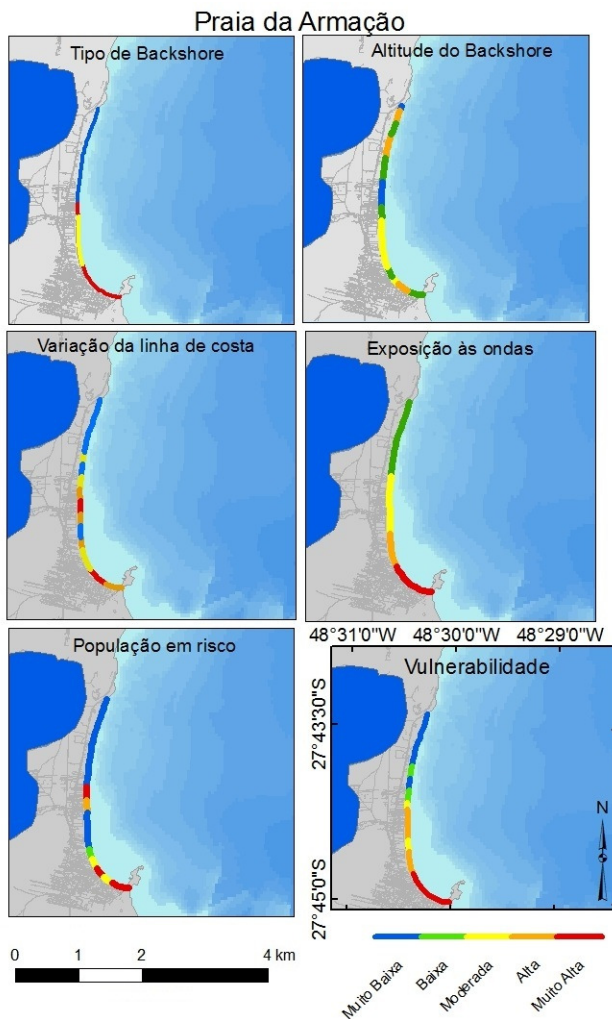 Praia da Armação
Tipo de Backshore
Altitude do Backshore
Variação da linha de costa
Exposição às ondas
População em risco
48°31'0"W 48°30'0"W 48°29'0"W
Vulnerabilidade
27°43'30"S
27°45'0"S
N
0 1 2 4 km
Muito Baixa
Baixa
Moderada
Alta
Muito Alta